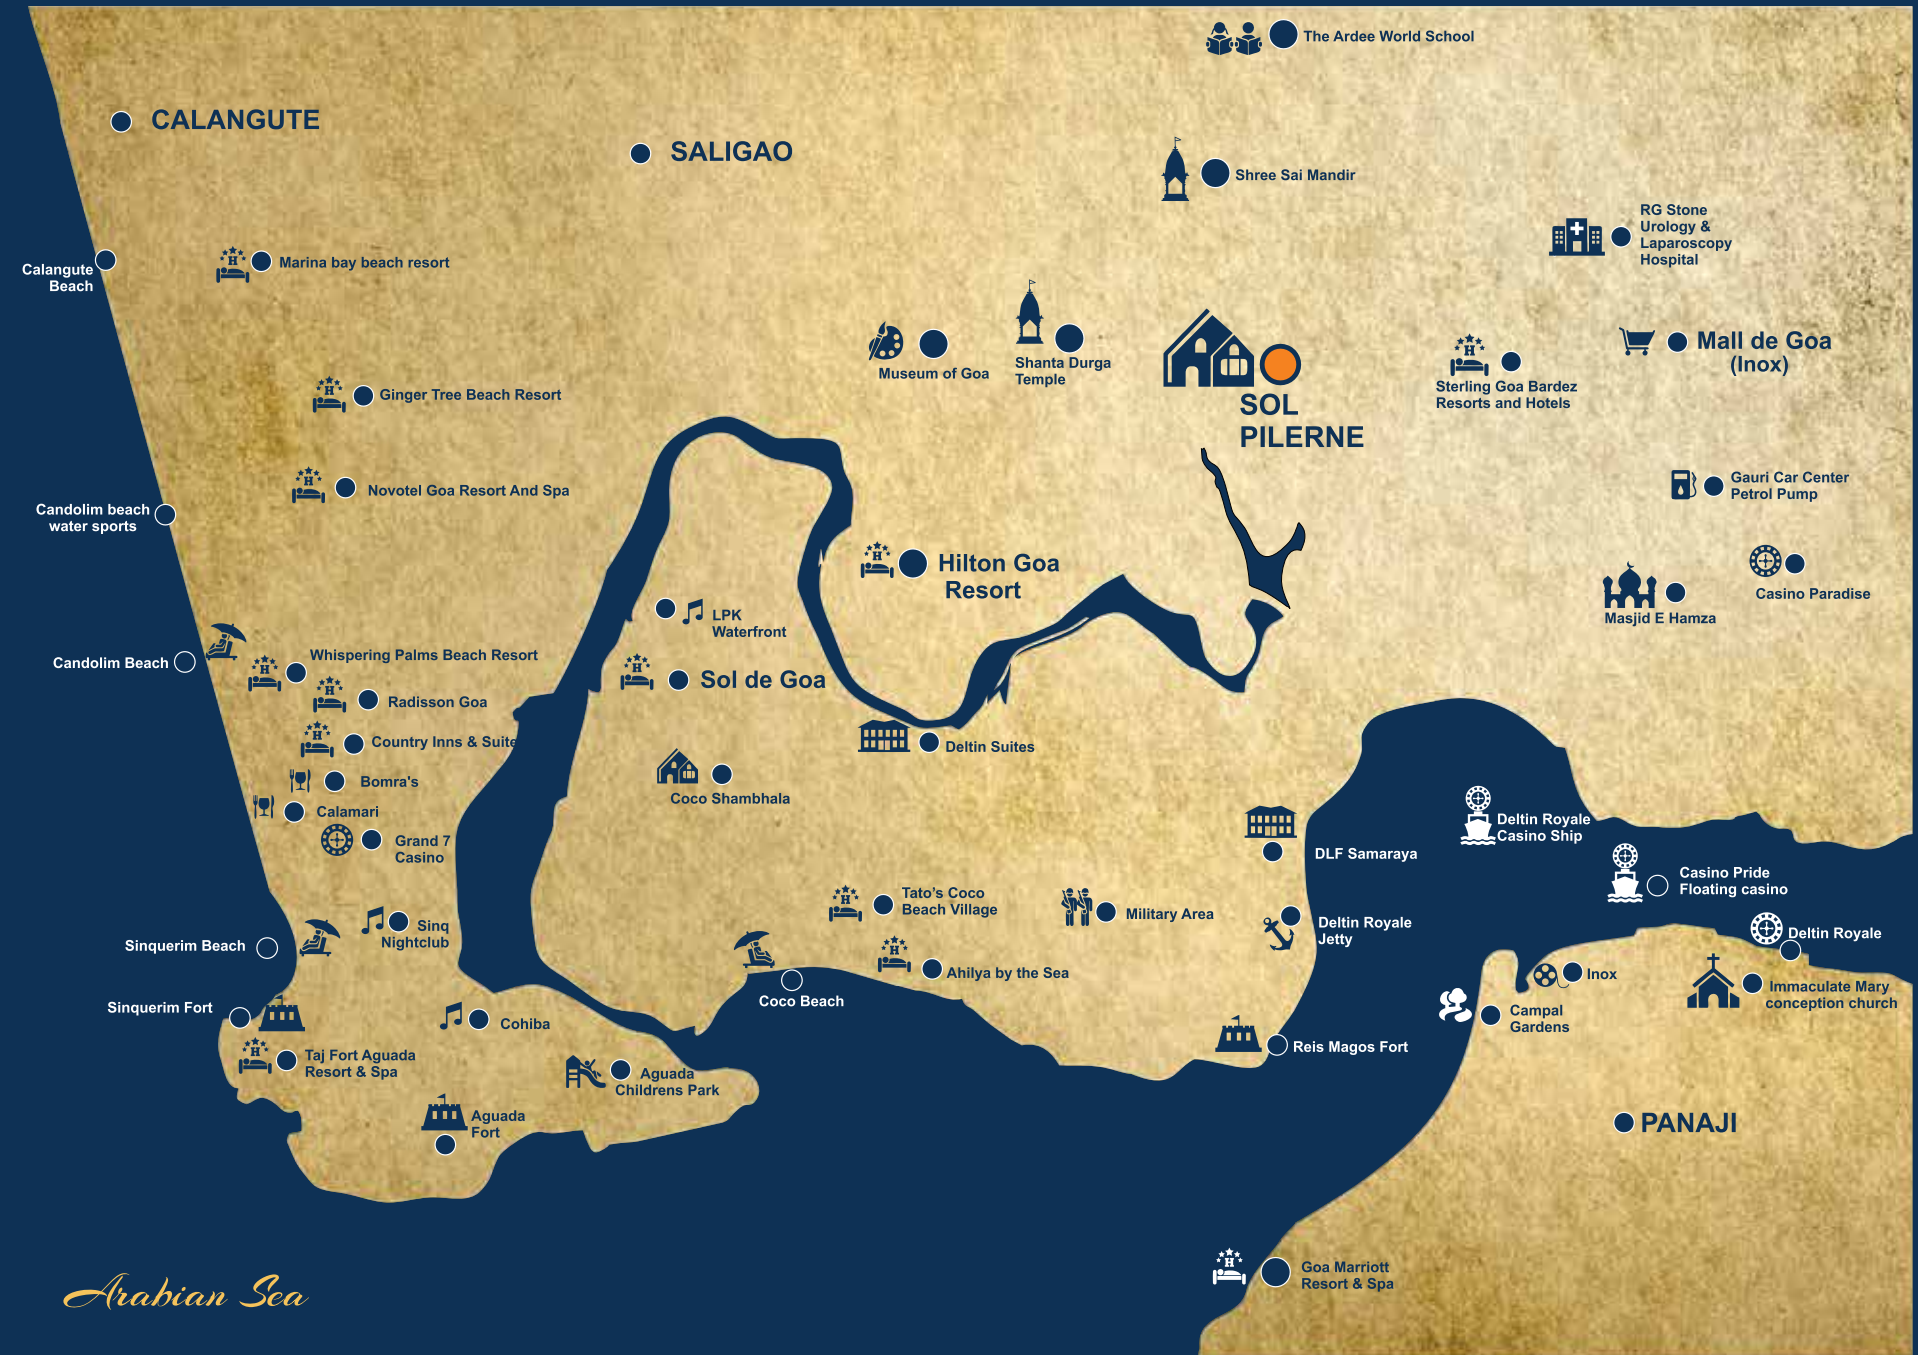 The Ardee World School
CALANGUTE
SALIGAO
Shree Sai Mandir
RG Stone
Urology &
Laparoscopy
Hospital
Calangute
Beach
Marina bay beach resort
Museum of Goa
Shanta Durga
Temple
SOL
PILERNE
Sterling Goa Bardez
Resorts and Hotels
Mall de Goa
(Inox)
Ginger Tree Beach Resort
Novotel Goa Resort And Spa
Candolim beach
water sports
Gauri Car Center
Petrol Pump
Hilton Goa
Resort
Casino Paradise
Masjid E Hamza
LPK
Waterfront
Candolim Beach
Whispering Palms Beach Resort
Radisson Goa
Sol de Goa
Country Inns & Suite
Deltin Suites
Bomra's
Coco Shambhala
Calamari
Grand 7
Casino
Deltin Royale
Casino Ship
DLF Samaraya
Casino Pride
Floating casino
Tato’s Coco
Beach Village
Military Area
Deltin Royale
Jetty
Sinq
Nightclub
Sinquerim Beach
Deltin Royale
Ahilya by the Sea
Coco Beach
Inox
Immaculate Mary
conception church
Sinquerim Fort
Cohiba
Campal
Gardens
Reis Magos Fort
Taj Fort Aguada
Resort & Spa
Aguada
Childrens Park
Aguada
Fort
PANAJI
Goa Marriott
Resort & Spa
Arabian Sea